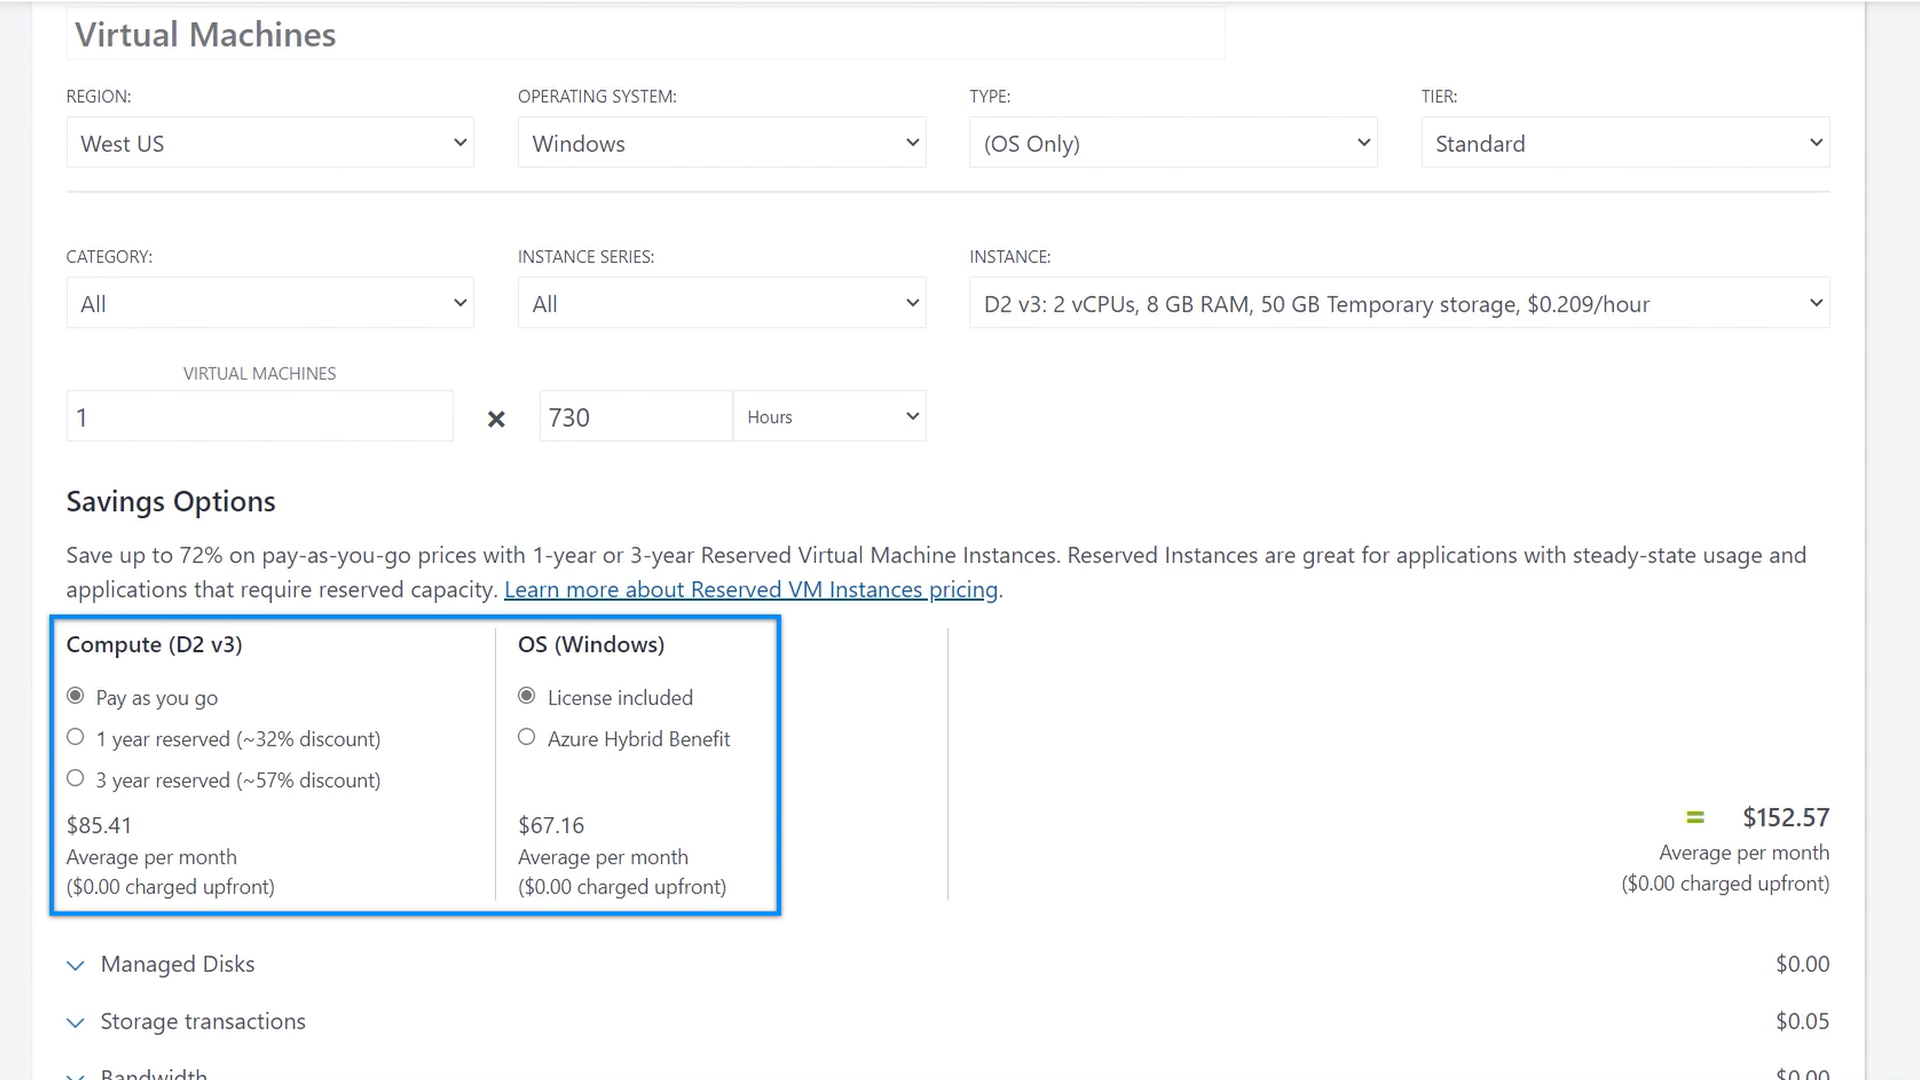 Virtual Machines
REGION:
OPERATING SYSTEM:
TYPE:
TIER:
West US
Windows
(OS Only)
Standard
CATEGORY:
INSTANCE SERIES:
INSTANCE:
All
All
D2 v3: 2 vCPUs, 8 GB RAM, 50 GB Temporary storage, $0.209/hour
VIRTUAL MACHINES
1
×
730
Hours
Savings Options
Save up to 72% on pay-as-you-go prices with 1-year or 3-year Reserved Virtual Machine Instances. Reserved Instances are great for applications with steady-state usage and
applications that require reserved capacity. Learn more about Reserved VM Instances pricing.
Compute (D2 v3)
Pay as you go
1 year reserved (~32% discount)
3 year reserved (~57% discount)
$85.41
Average per month
($0.00 charged upfront)
OS (Windows)
License included
Azure Hybrid Benefit
$67.16
Average per month
($0.00 charged upfront)
= $152.57
Average per month
($0.00 charged upfront)
Managed Disks
$0.00
Storage transactions
$0.05
Bandwidth
$0.00